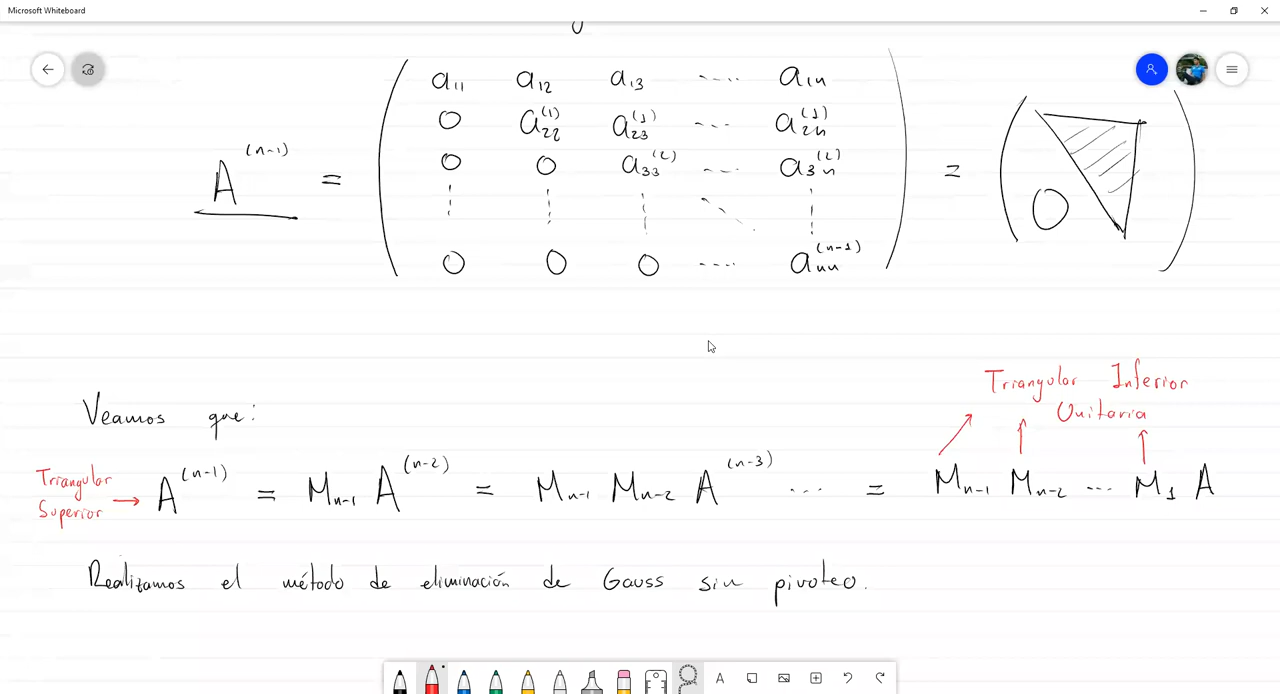 Microsoft Whiteboard
A^(n-1) = ( a11 a12 a13 ---- a1n
0 a22^(1) a23^(1) --- a2n^(1)
0 0 a33^(2) --- a3n^(2)
0 0 0 ---- ann^(n-1) ) = ( 0 )
Triangular Inferior
Unitaria
Veamos que:
Triangular
Superior → A^(n-1) = Mn-1 A^(n-2) = Mn-1 Mn-2 A^(n-3) ... = Mn-1 Mn-2 ... M1 A
Realizamos el método de eliminación de Gauss sin pivoteo.
A